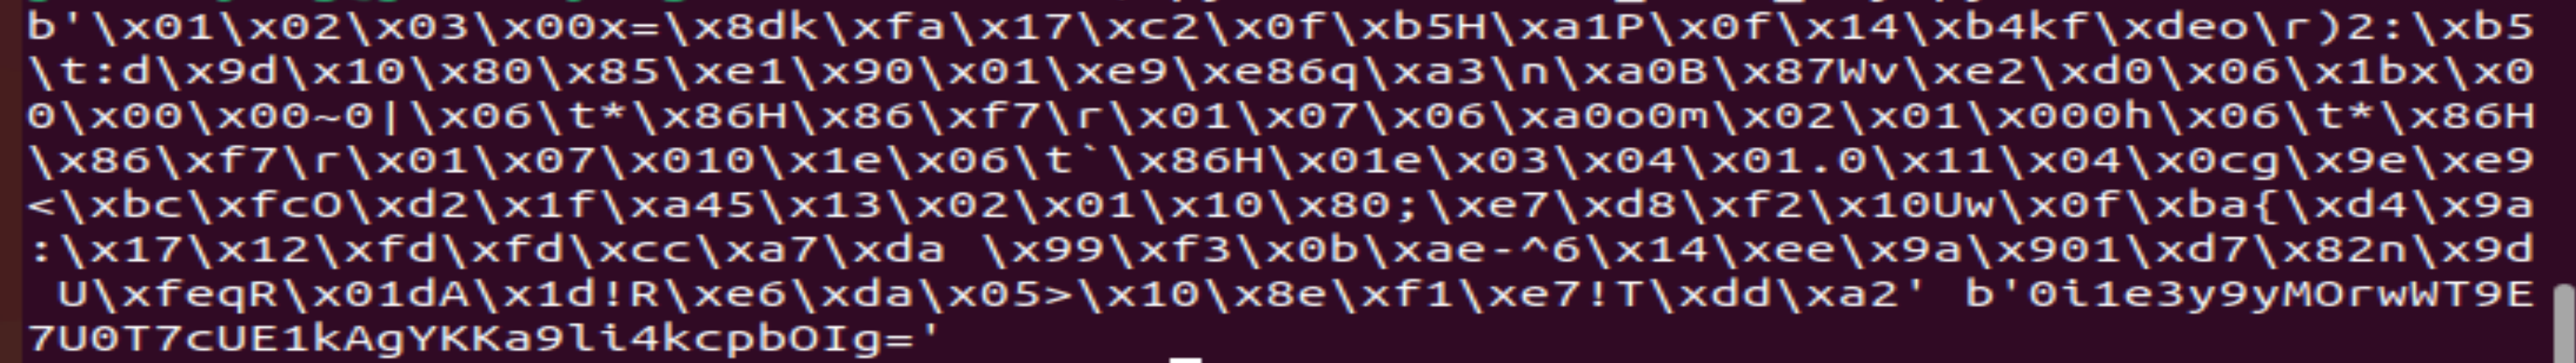 b'\x01\x02\x03\x00x=\x8dk\xfa\x17\xc2\x0f\xb5H\xa1P\x0f\x14\xb4kf\xdeo\r)2:\xb5
\t:d\x9d\x10\x80\x85\xe1\x90\x01\xe9\xe86q\xa3\n\xa0B\x87Wv\xe2\xd0\x06\x1bx\x0
0\x00\x00~0|\x06\t*\x86H\x86\xf7\r\x01\x07\x06\xa0o0m\x02\x01\x000h\x06\t*\x86H
\x86\xf7\r\x01\x07\x010\x1e\x06\t`\x86H\x01e\x03\x04\x01.0\x11\x04\x0cg\x9e\xe9
<\xbc\xfcO\xd2\x1f\xa45\x13\x02\x01\x10\x80;\xe7\xd8\xf2\x10Uw\x0f\xba{\xd4\x9a
:\x17\x12\xfd\xfd\xcc\xa7\xda \x99\xf3\x0b\xae-^6\x14\xee\x9a\x901\xd7\x82n\x9d
 U\xfeqR\x01dA\x1d!R\xe6\xda\x05>\x10\x8e\xf1\xe7!T\xdd\xa2' b'0i1e3y9yMOrwWT9E
7U0T7cUE1kAgYKKa9li4kcpbOIg='